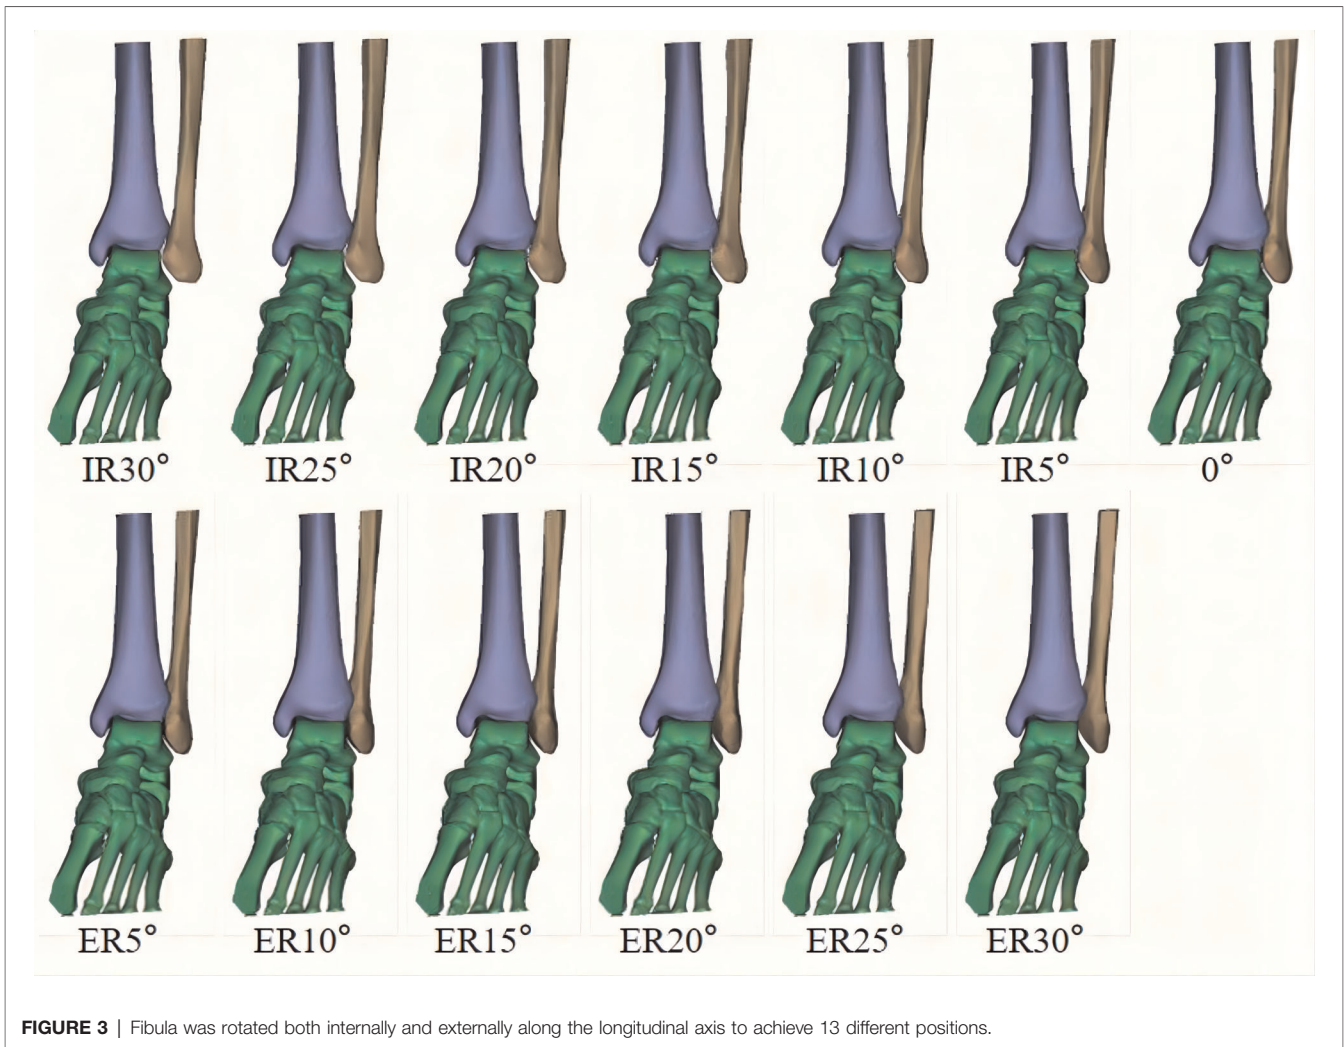 IR30° IR25° IR20° IR15° IR10° IR5° 0°
ER5° ER10° ER15° ER20° ER25° ER30°
FIGURE 3 | Fibula was rotated both internally and externally along the longitudinal axis to achieve 13 different positions.